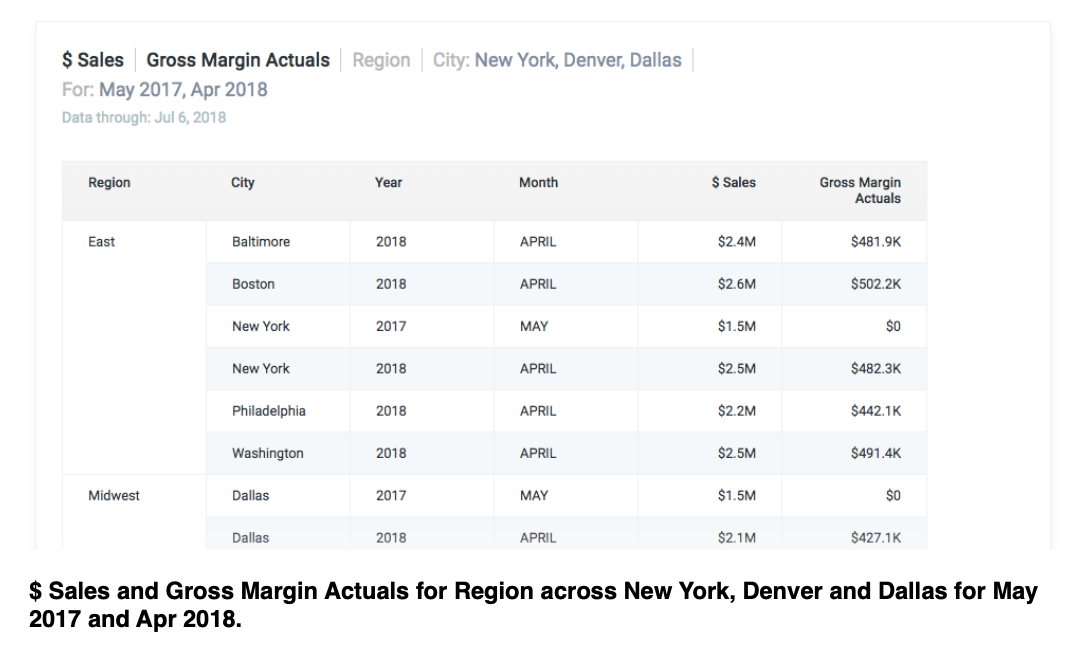 $ Sales Gross Margin Actuals Region City: New York, Denver, Dallas
For: May 2017, Apr 2018
Data through: Jul 6, 2018
Region City Year Month $ Sales Gross Margin Actuals
East Baltimore 2018 APRIL $2.4M $481.9K
Boston 2018 APRIL $2.6M $502.2K
New York 2017 MAY $1.5M $0
New York 2018 APRIL $2.5M $482.3K
Philadelphia 2018 APRIL $2.2M $442.1K
Washington 2018 APRIL $2.5M $491.4K
Midwest Dallas 2017 MAY $1.5M $0
Dallas 2018 APRIL $2.1M $427.1K
$ Sales and Gross Margin Actuals for Region across New York, Denver and Dallas for May
2017 and Apr 2018.